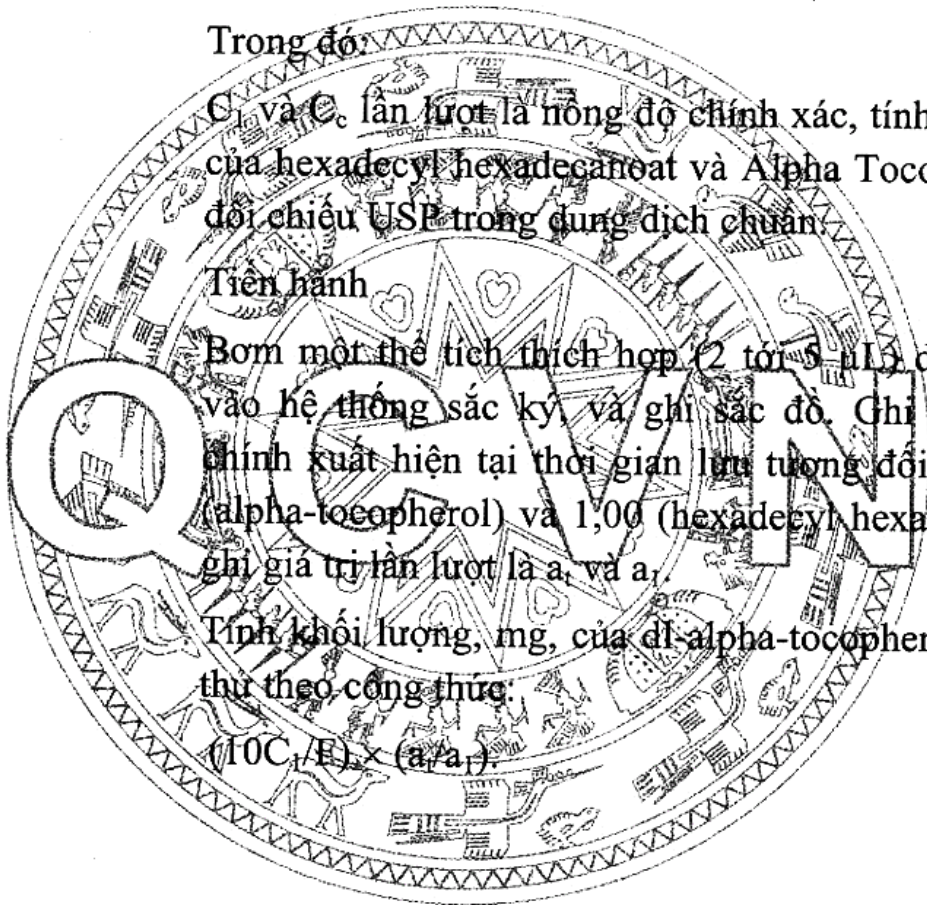 Trong đó:
C₁ và C꜀ lần lượt là nồng độ chính xác, tính
của hexadecyl hexadecanoat và Alpha Toco
đối chiếu USP trong dung dịch chuẩn.
Tiến hành
Bơm một thể tích thích hợp (2 tới 5 µL) d
vào hệ thống sắc ký, và ghi sắc đồ. Ghi
chính xuất hiện tại thời gian lưu tương đối
(alpha-tocopherol) và 1,00 (hexadecyl hexa
ghi giá trị lần lượt là aₜ và a₁.
Tính khối lượng, mg, của dl-alpha-tocopher
thử theo công thức:
(10C₁/F) × (aₜ/a₁).
QCVN